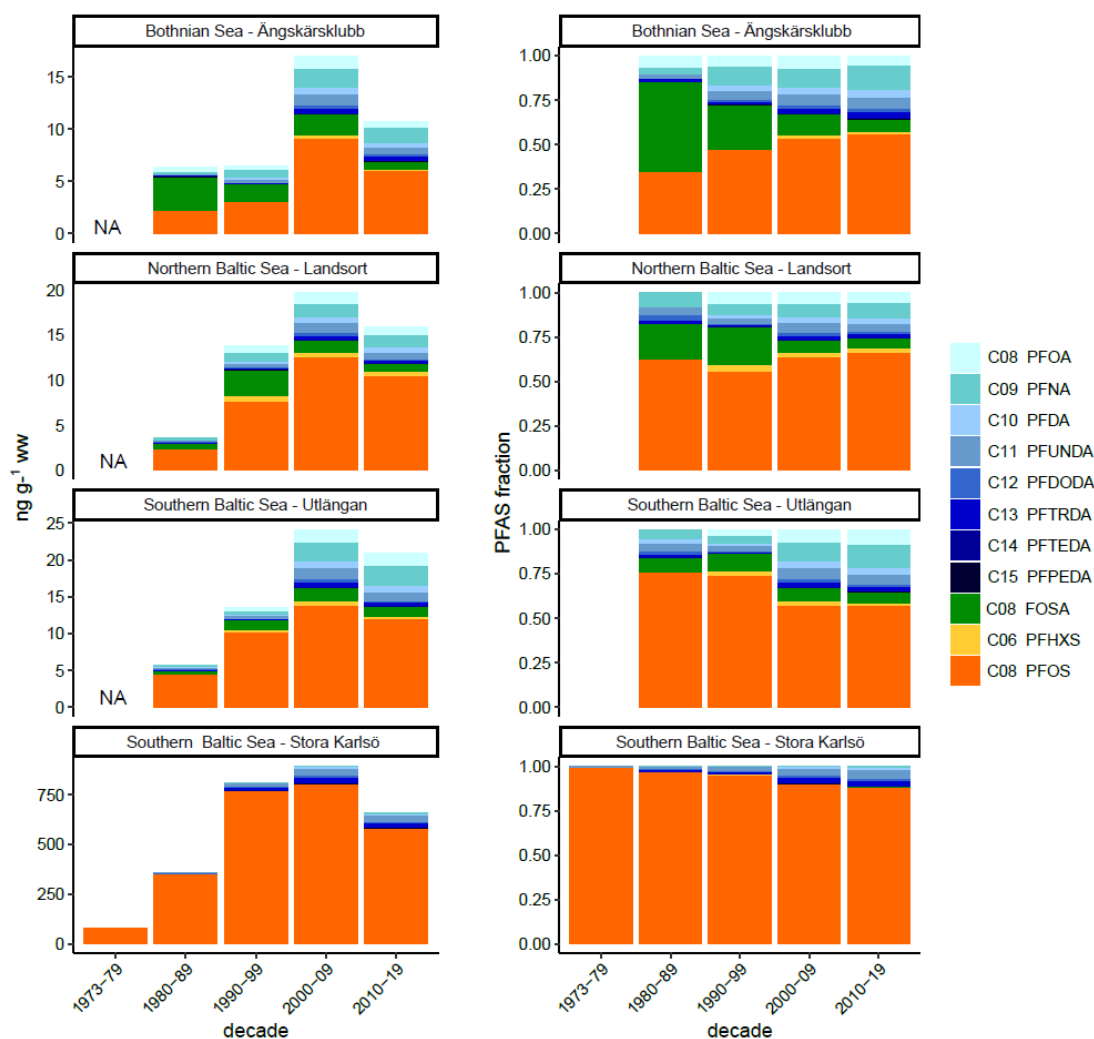 Bothnian Sea - Ängskärsklubb
Bothnian Sea - Ängskärsklubb
15
10
5
0
NA
1.00
0.75
0.50
0.25
0.00
Northern Baltic Sea - Landsort
Northern Baltic Sea - Landsort
20
15
10
5
0
NA
1.00
0.75
0.50
0.25
0.00
ng g-1 ww
PFAS fraction
Southern Baltic Sea - Utlängan
Southern Baltic Sea - Utlängan
25
20
15
10
5
0
NA
1.00
0.75
0.50
0.25
0.00
Southern  Baltic Sea - Stora Karlsö
Southern Baltic Sea - Stora Karlsö
750
500
250
0
1.00
0.75
0.50
0.25
0.00
1973−79
1980−89
1990−99
2000−09
2010−19
decade
1973−79
1980−89
1990−99
2000−09
2010−19
decade
C08 PFOA
C09 PFNA
C10 PFDA
C11 PFUNDA
C12 PFDODA
C13 PFTRDA
C14 PFTEDA
C15 PFPEDA
C08 FOSA
C06 PFHXS
C08 PFOS